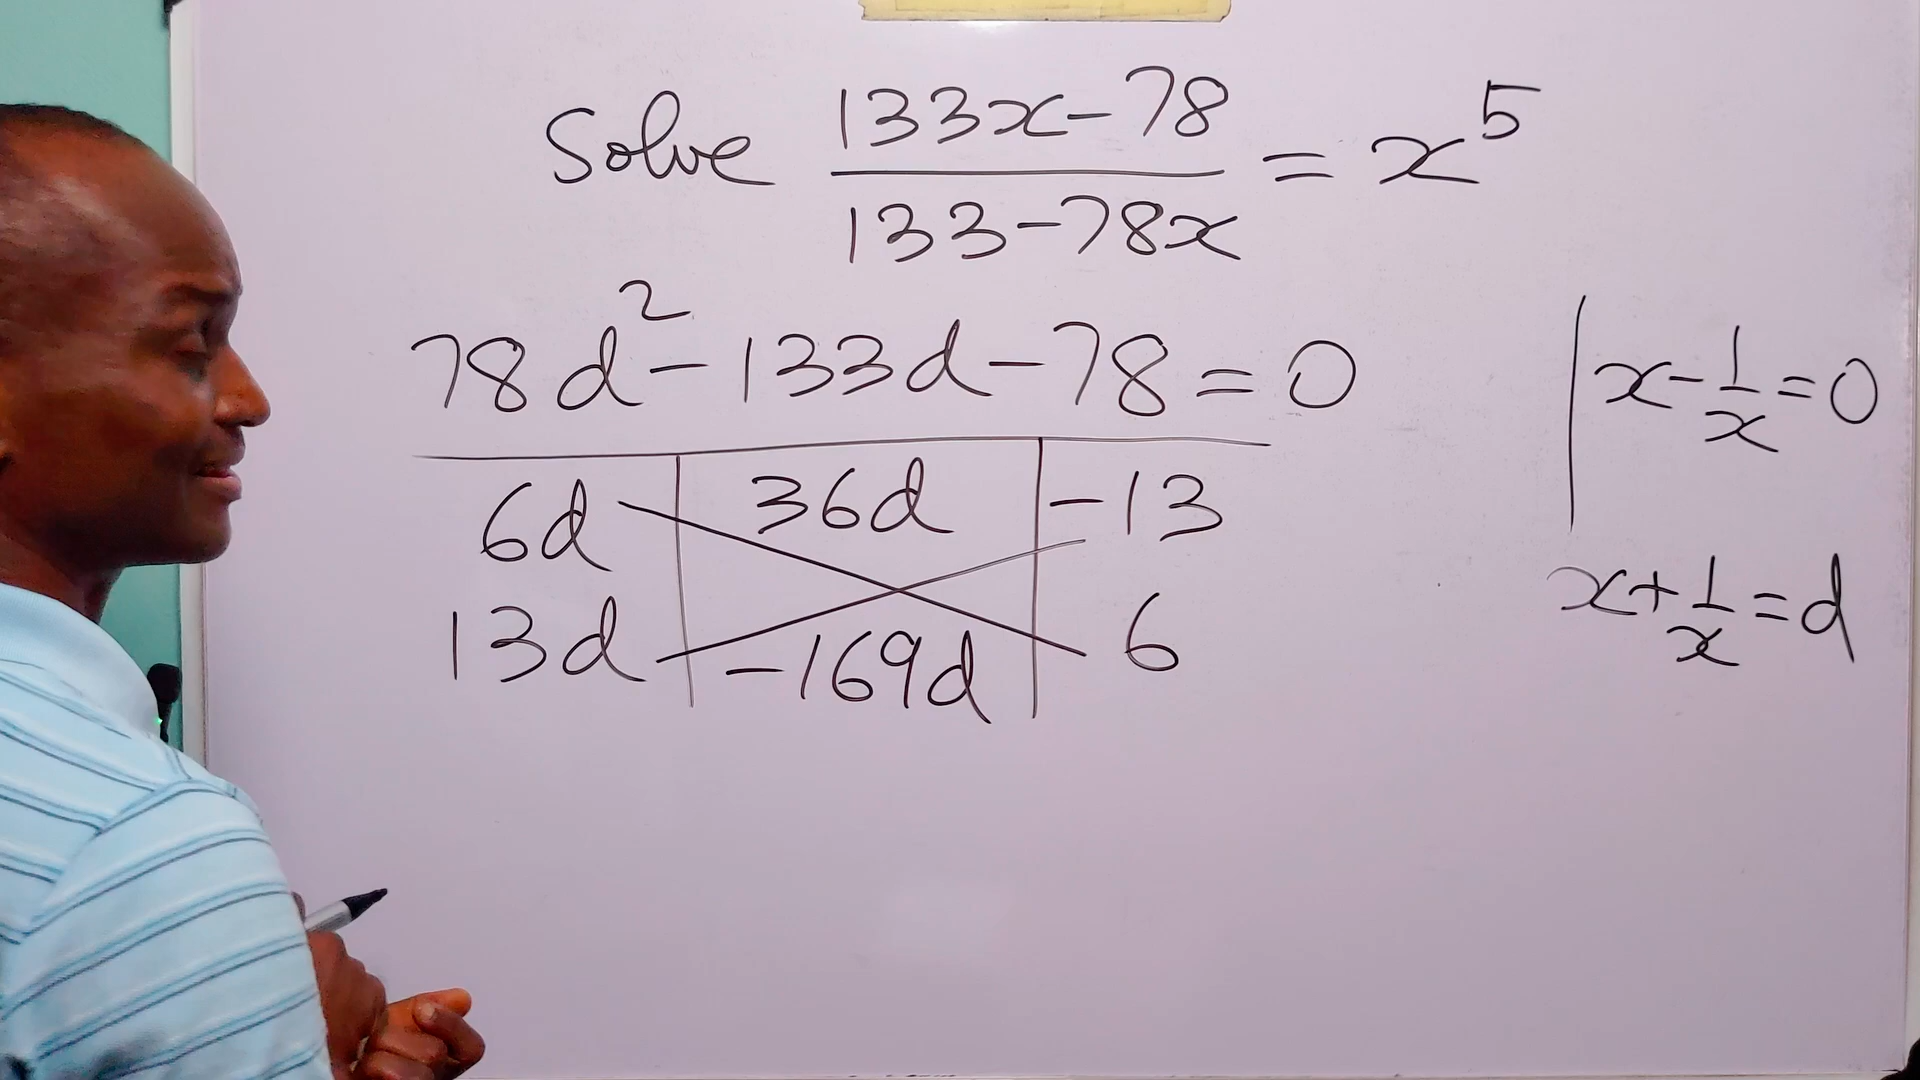 Solve (133x-78)/(133-78x) = x^5
78d^2-133d-78=0
6d 36d -13
13d -169d 6
x-1/x=0
x+1/x=d